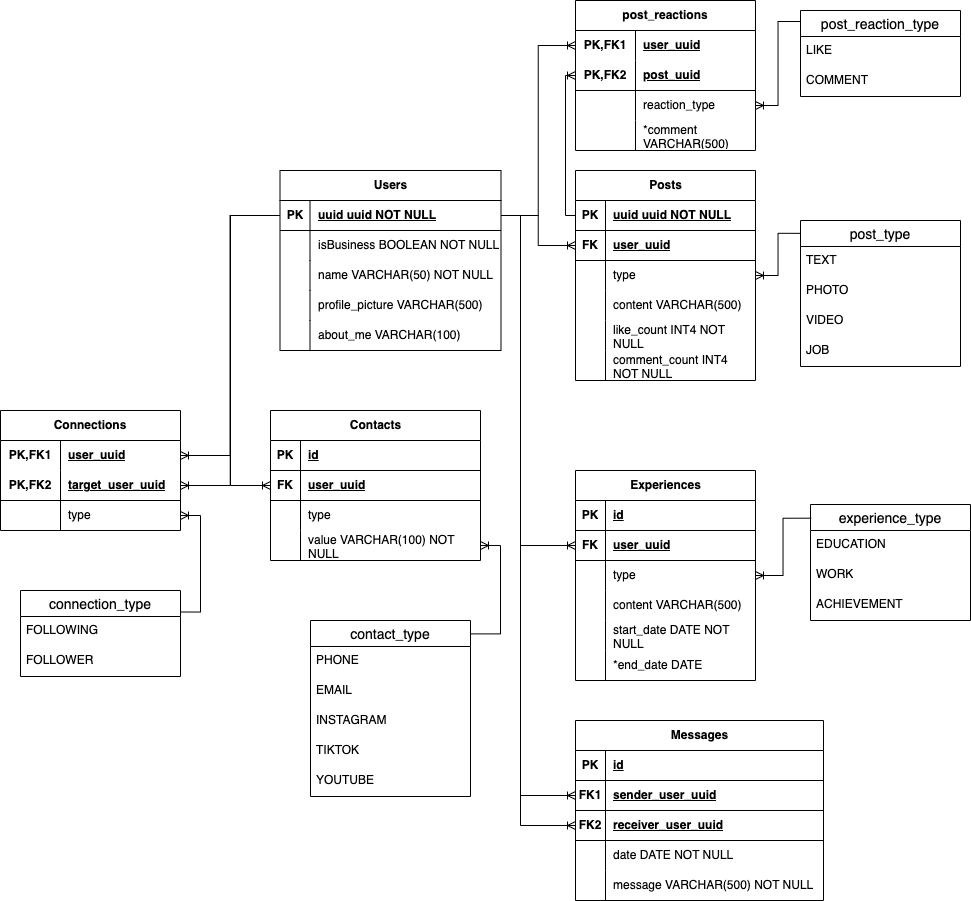 post_reactions
PK,FK1
user_uuid
PK,FK2
post_uuid
reaction_type
*comment
VARCHAR(500)
post_reaction_type
LIKE
COMMENT
Users
PK
uuid uuid NOT NULL
isBusiness BOOLEAN NOT NULL
name VARCHAR(50) NOT NULL
profile_picture VARCHAR(500)
about_me VARCHAR(100)
Posts
PK
uuid uuid NOT NULL
FK
user_uuid
type
content VARCHAR(500)
like_count INT4 NOT
NULL
comment_count INT4
NOT NULL
post_type
TEXT
PHOTO
VIDEO
JOB
Connections
PK,FK1
user_uuid
PK,FK2
target_user_uuid
type
Contacts
PK
id
FK
user_uuid
type
value VARCHAR(100) NOT
NULL
connection_type
FOLLOWING
FOLLOWER
contact_type
PHONE
EMAIL
INSTAGRAM
TIKTOK
YOUTUBE
Experiences
PK
id
FK
user_uuid
type
content VARCHAR(500)
start_date DATE NOT
NULL
*end_date DATE
experience_type
EDUCATION
WORK
ACHIEVEMENT
Messages
PK
id
FK1
sender_user_uuid
FK2
receiver_user_uuid
date DATE NOT NULL
message VARCHAR(500) NOT NULL